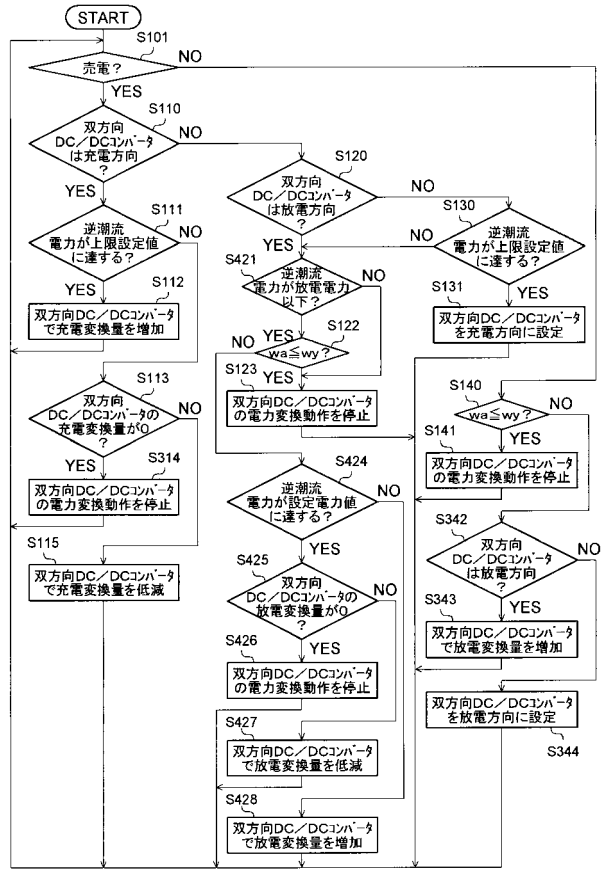 START
S101
売電？
NO
YES
S110
双方向
DC／DCコンバータ
は充電方向
？
NO
YES
S111
逆潮流
電力が上限設定値
に達する？
NO
YES
S112
双方向DC／DCコンバータ
で充電変換量を増加
S113
双方向
DC／DCコンバータの
充電変換量が0
？
NO
YES
S314
双方向DC／DCコンバータ
の電力変換動作を停止
S115
双方向DC／DCコンバータ
で充電変換量を低減
S120
双方向
DC／DCコンバータ
は放電方向
？
NO
YES
S421
逆潮流
電力が放電電力
以下？
NO
YES
S122
wa≦wy？
NO
YES
S123
双方向DC／DCコンバータ
の電力変換動作を停止
S424
逆潮流
電力が設定電力値
に達する？
NO
YES
S425
双方向
DC／DCコンバータの
放電変換量が0
？
NO
YES
S426
双方向DC／DCコンバータ
の電力変換動作を停止
S427
双方向DC／DCコンバータ
で放電変換量を低減
S428
双方向DC／DCコンバータ
で放電変換量を増加
S130
逆潮流
電力が上限設定値
に達する？
NO
YES
S131
双方向DC／DCコンバータ
を充電方向に設定
S140
wa≦wy？
NO
YES
S141
双方向DC／DCコンバータ
の電力変換動作を停止
S342
双方向
DC／DCコンバータ
は放電方向
？
NO
YES
S343
双方向DC／DCコンバータ
で放電変換量を増加
双方向DC／DCコンバータ
を放電方向に設定
S344